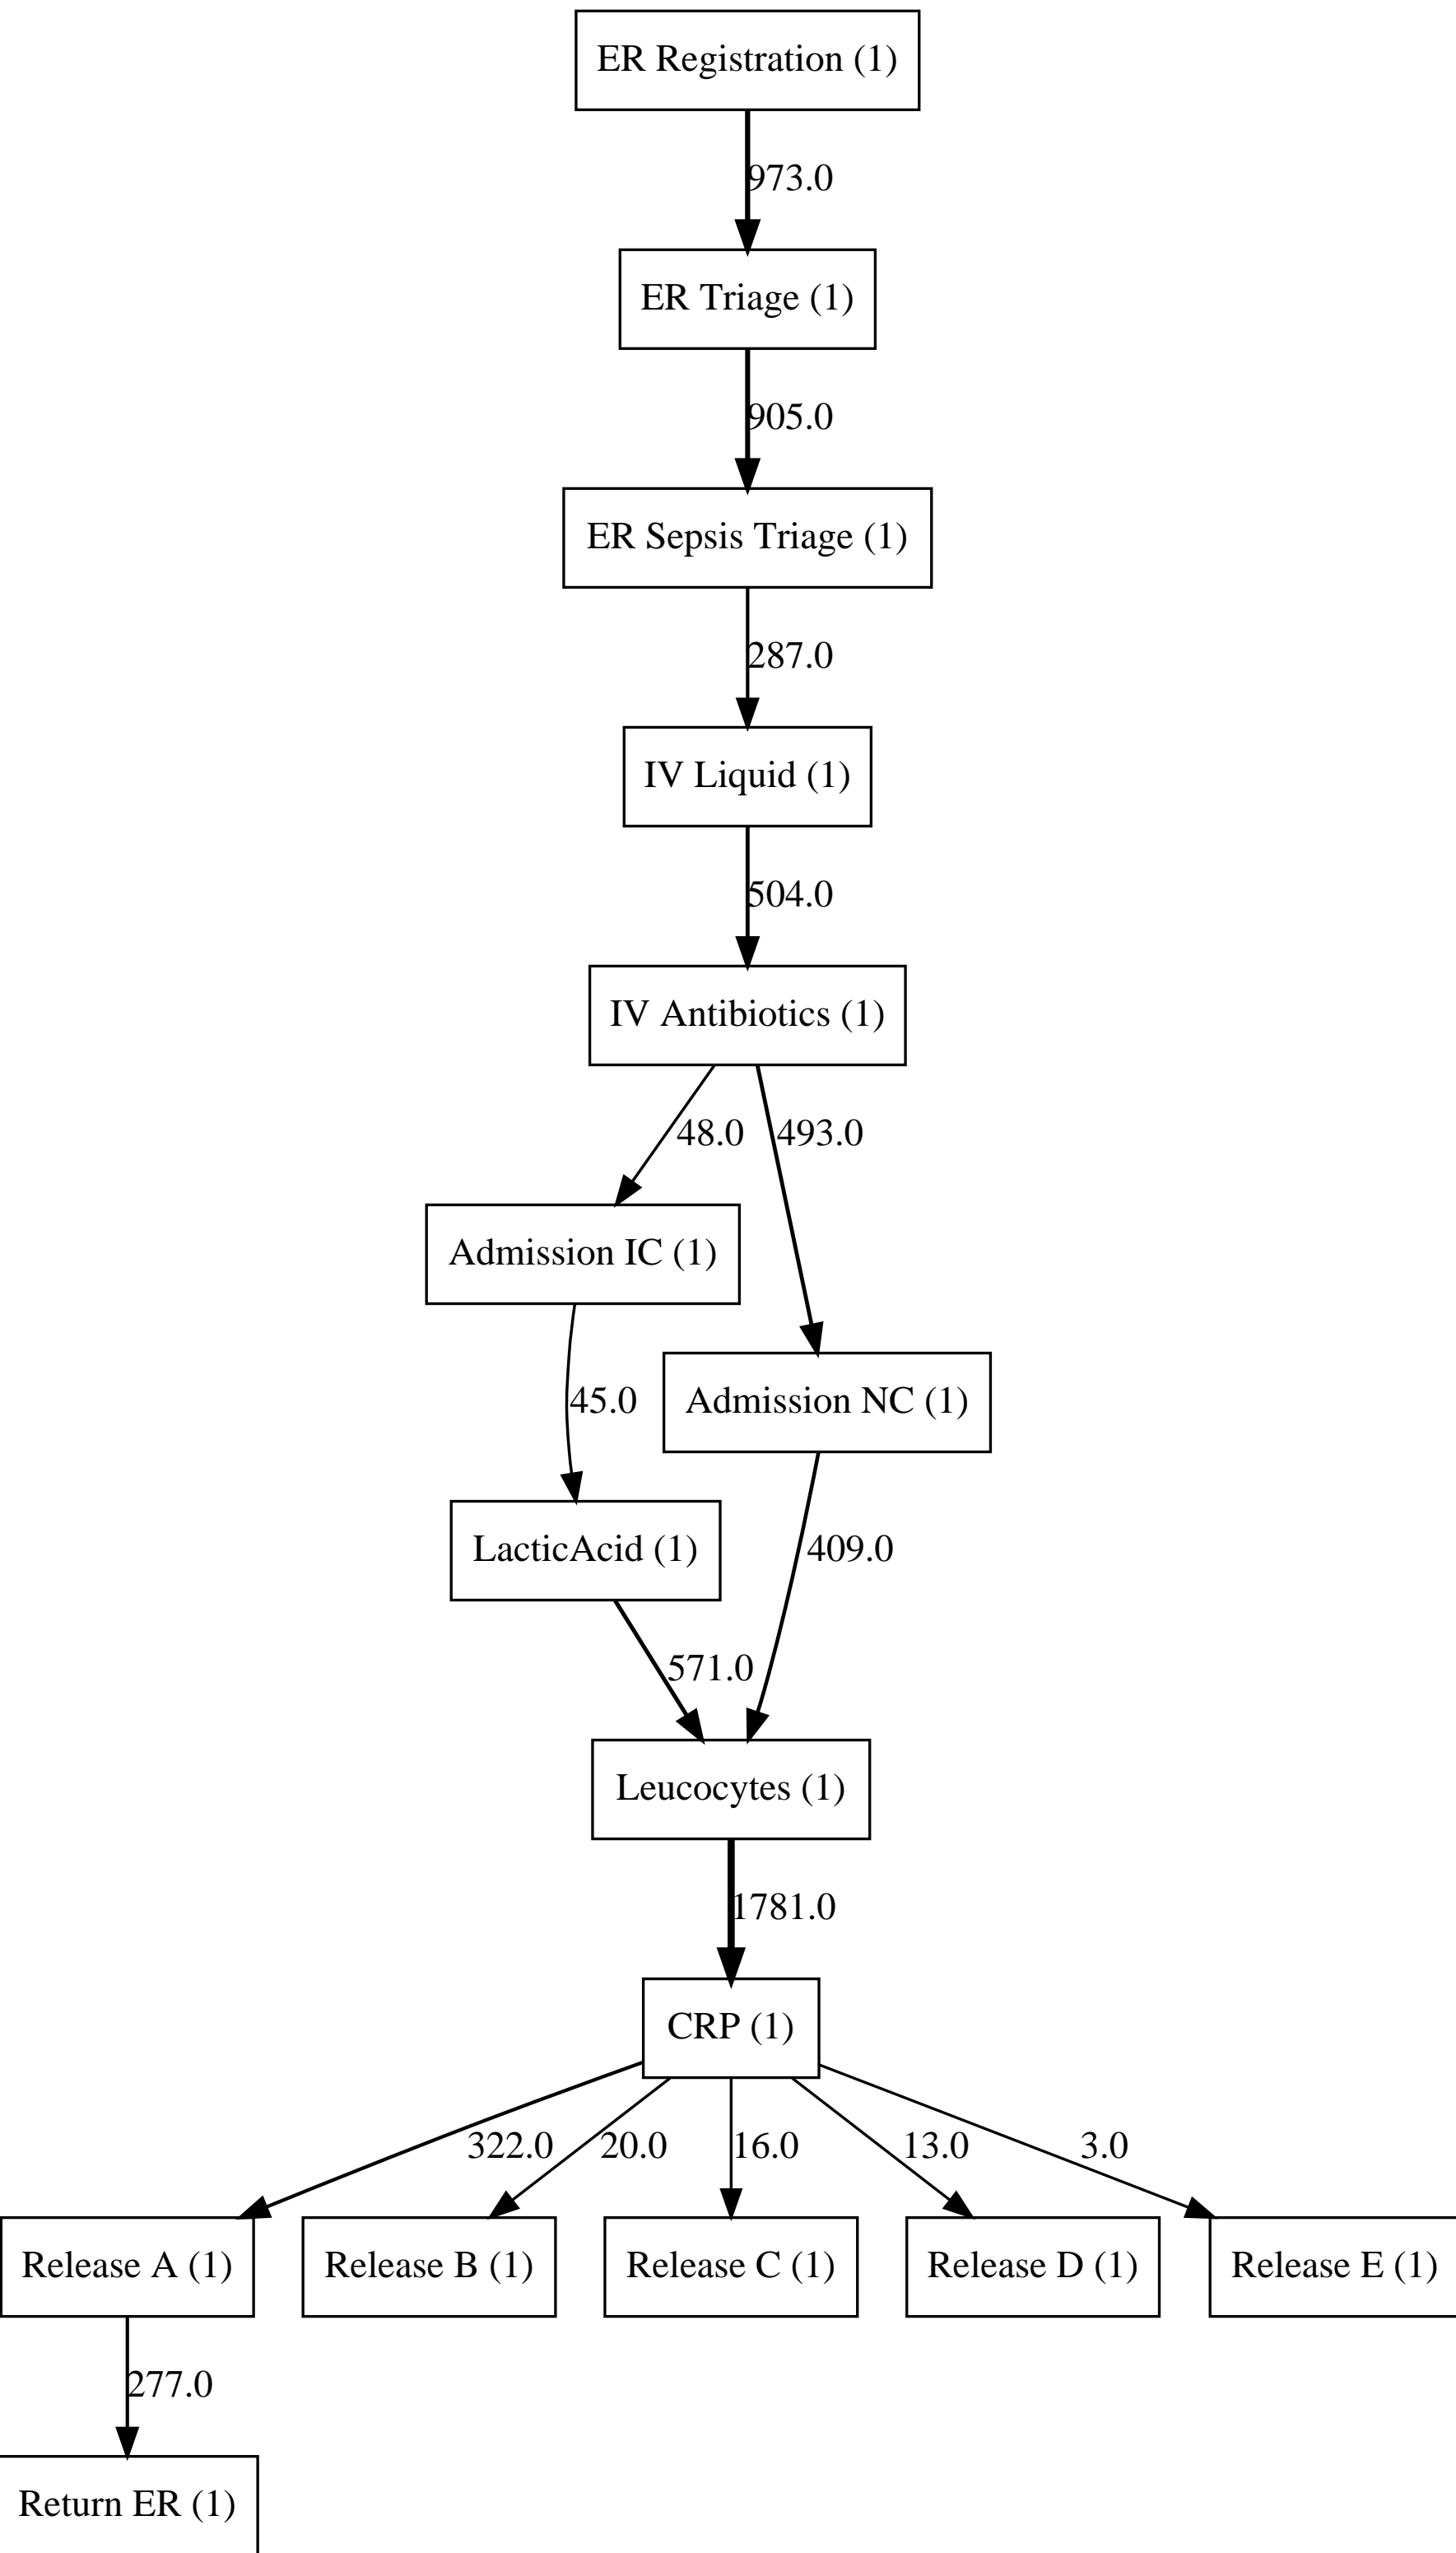 ER Registration (1)
973.0
ER Triage (1)
905.0
ER Sepsis Triage (1)
287.0
IV Liquid (1)
504.0
IV Antibiotics (1)
48.0
493.0
Admission IC (1)
45.0
Admission NC (1)
LacticAcid (1)
409.0
571.0
Leucocytes (1)
1781.0
CRP (1)
322.0
20.0
16.0
13.0
3.0
Release A (1)
Release B (1)
Release C (1)
Release D (1)
Release E (1)
277.0
Return ER (1)